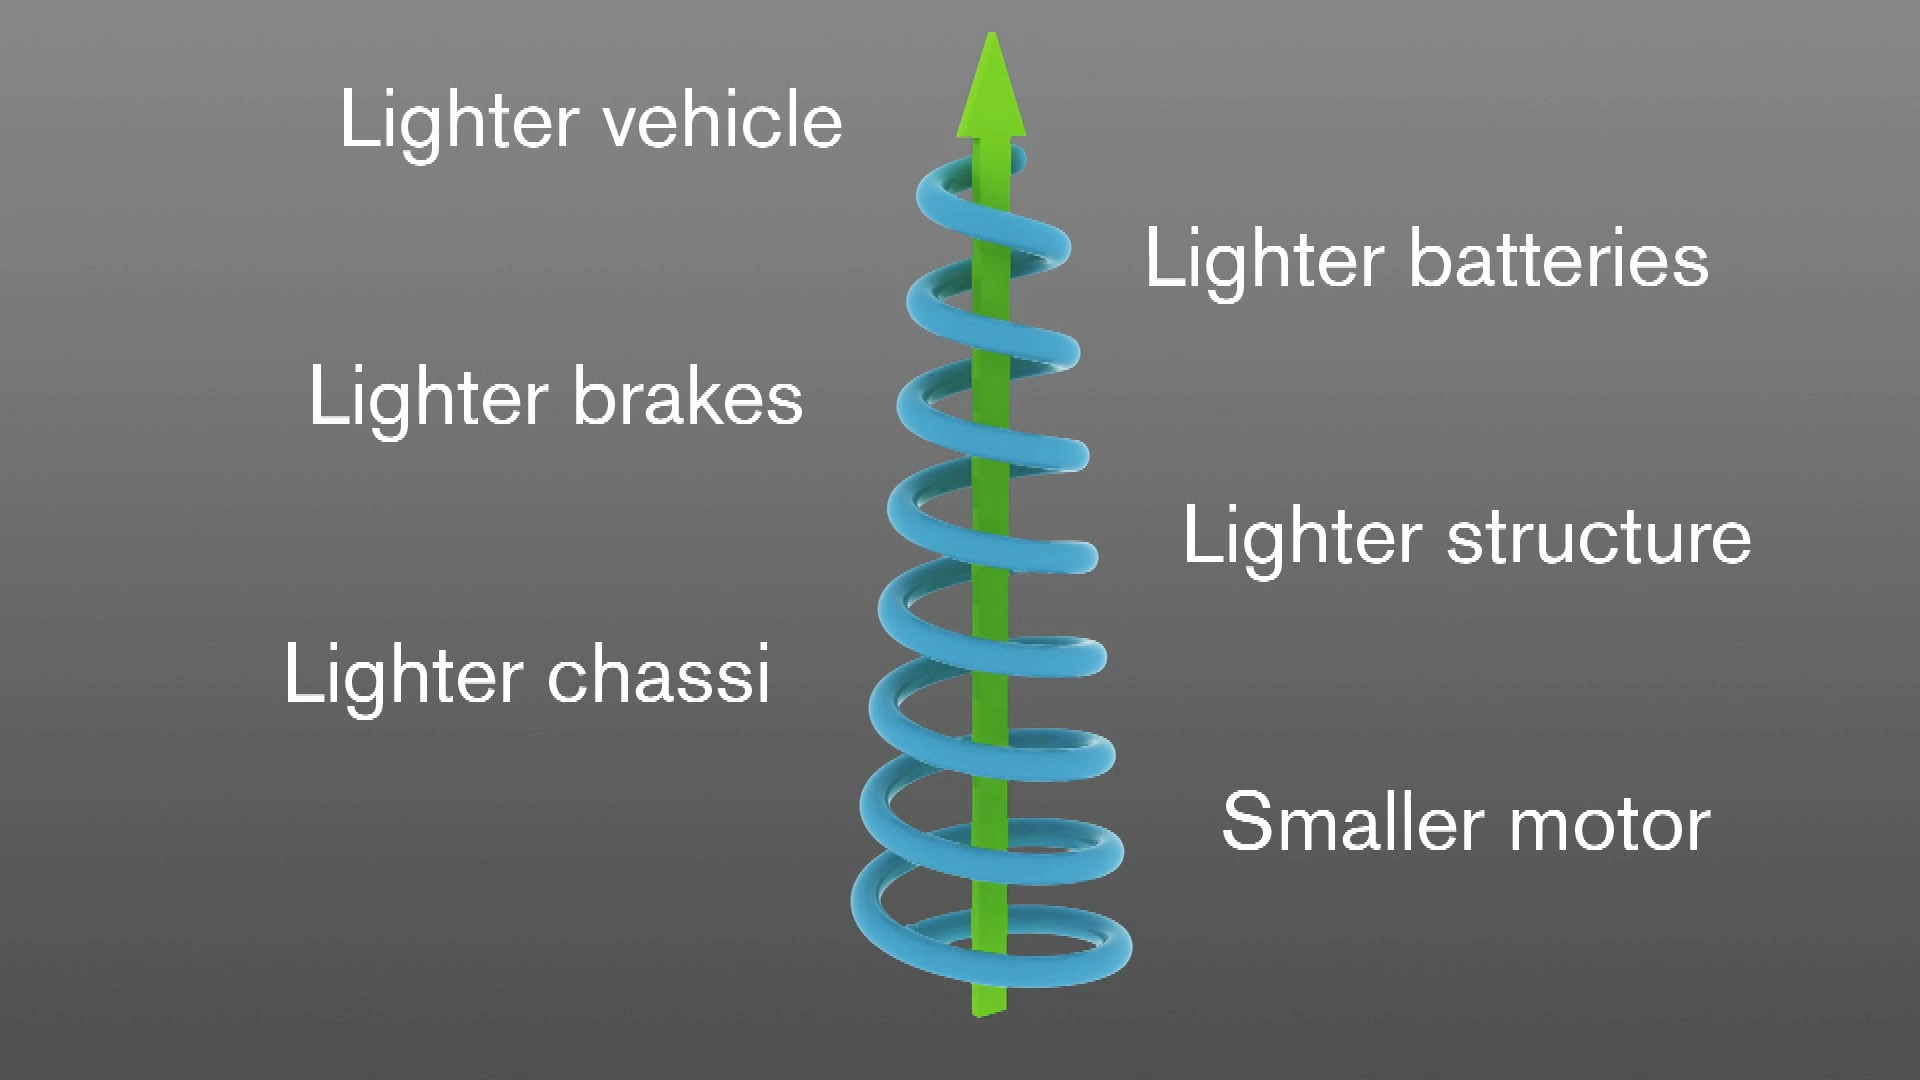 Lighter vehicle
Lighter batteries
Lighter brakes
Lighter structure
Lighter chassi
Smaller motor